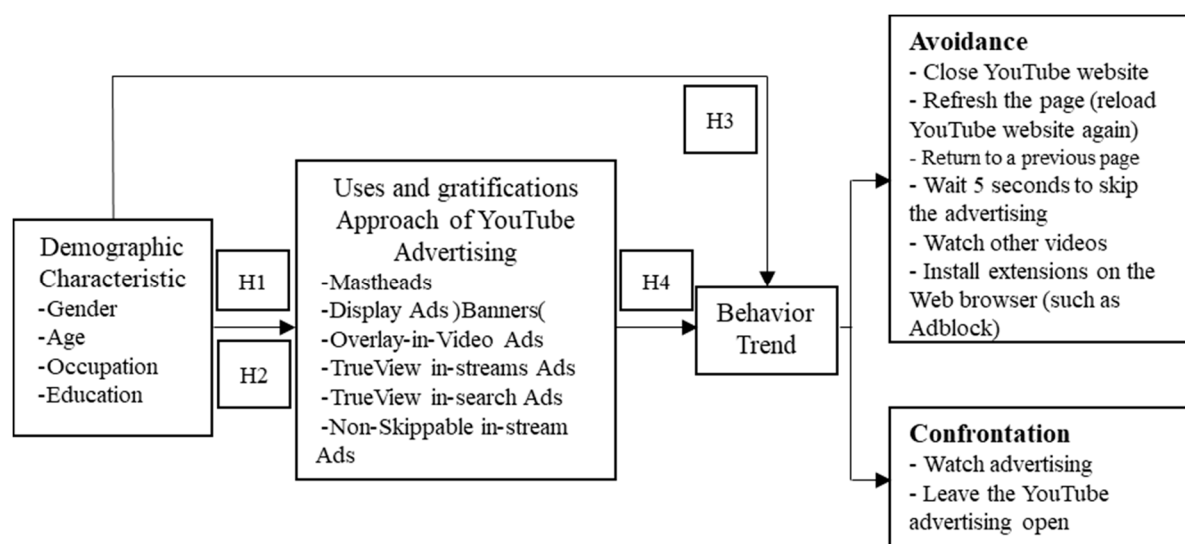 Demographic
Characteristic
-Gender
-Age
-Occupation
-Education
H1
H2
Uses and gratifications
Approach of YouTube
Advertising
-Mastheads
-Display Ads )Banners(
-Overlay-in-Video Ads
-TrueView in-streams Ads
-TrueView in-search Ads
-Non-Skippable in-stream
Ads
H3
H4
Behavior
Trend
Avoidance
- Close YouTube website
- Refresh the page (reload
YouTube website again)
- Return to a previous page
- Wait 5 seconds to skip
the advertising
- Watch other videos
- Install extensions on the
Web browser (such as
Adblock)
Confrontation
- Watch advertising
- Leave the YouTube
advertising open